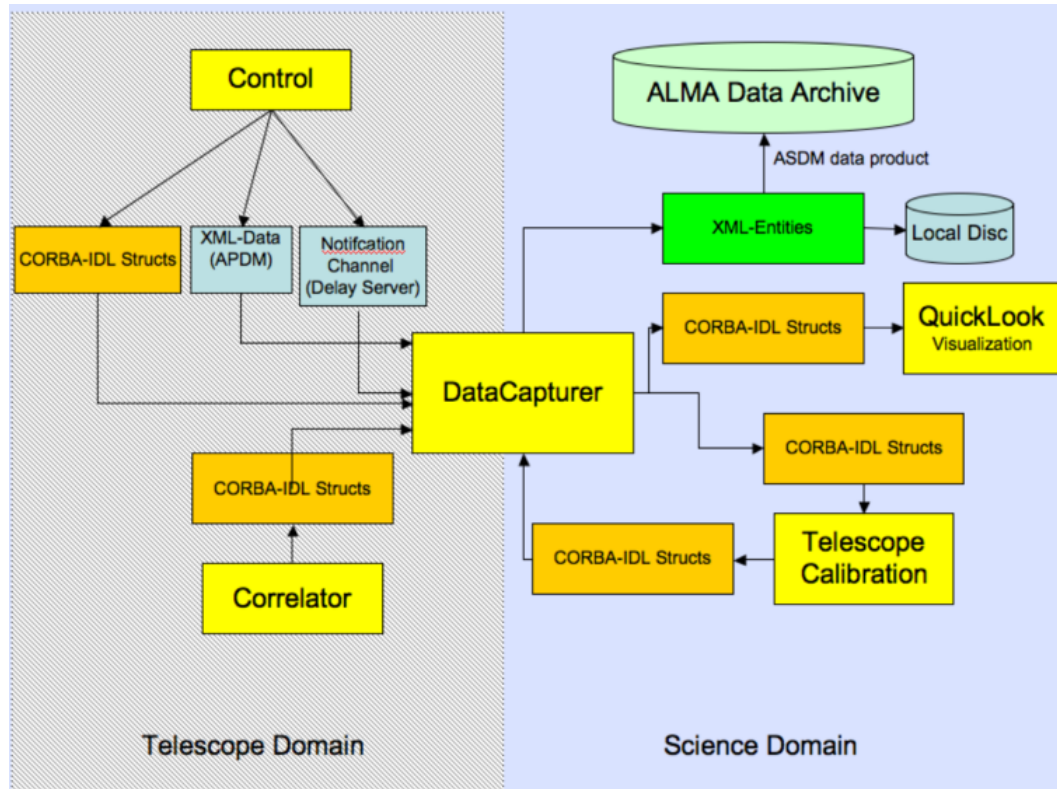 Control
ALMA Data Archive
ASDM data product
XML-Entities
Local Disc
CORBA-IDL Structs
XML-Data
(APDM)
Notifcation
Channel
(Delay Server)
CORBA-IDL Structs
QuickLook
Visualization
DataCapturer
CORBA-IDL Structs
CORBA-IDL Structs
CORBA-IDL Structs
Telescope
Calibration
Correlator
Telescope Domain
Science Domain